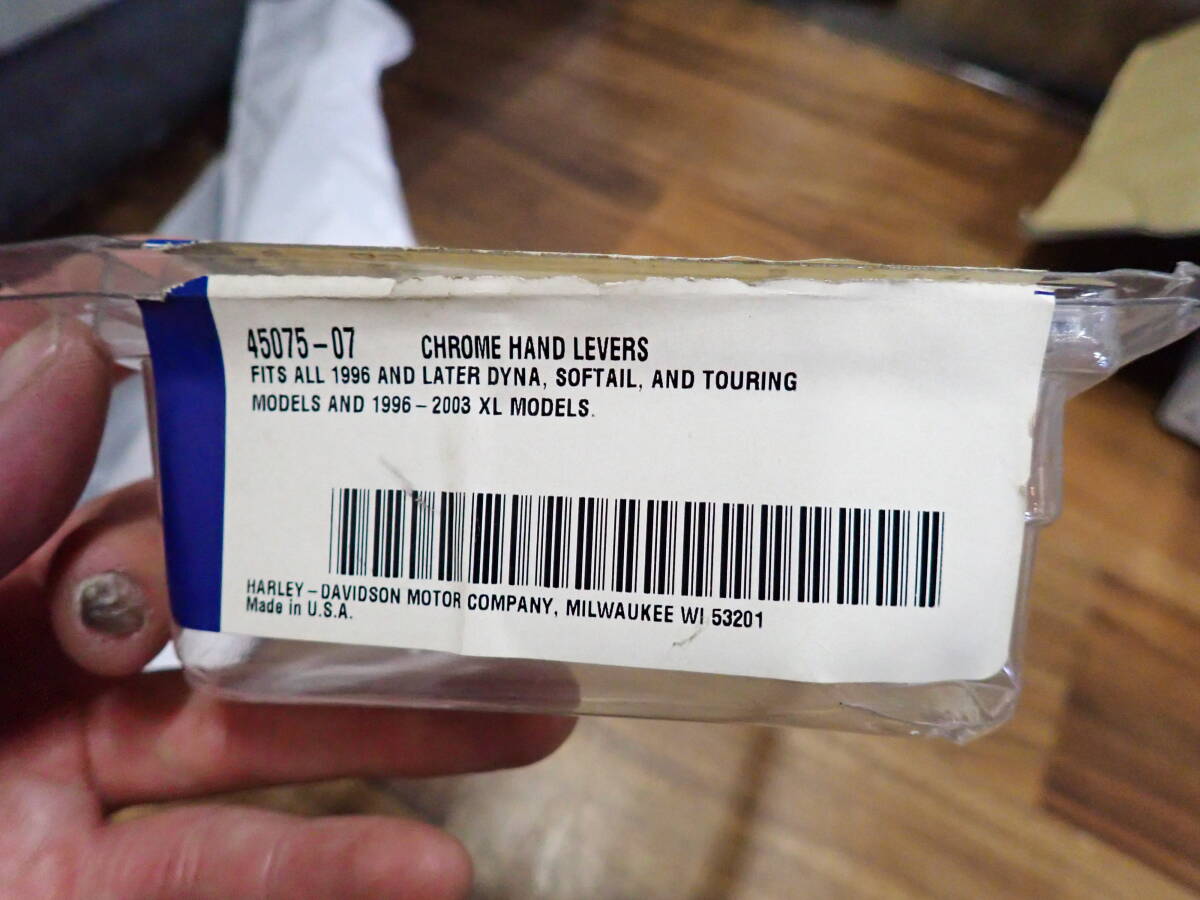 45075-07 CHROME HAND LEVERS
FITS ALL 1996 AND LATER DYNA, SOFTAIL, AND TOURING
MODELS AND 1996-2003 XL MODELS.
HARLEY-DAVIDSON MOTOR COMPANY, MILWAUKEE WI 53201
Made in U.S.A.